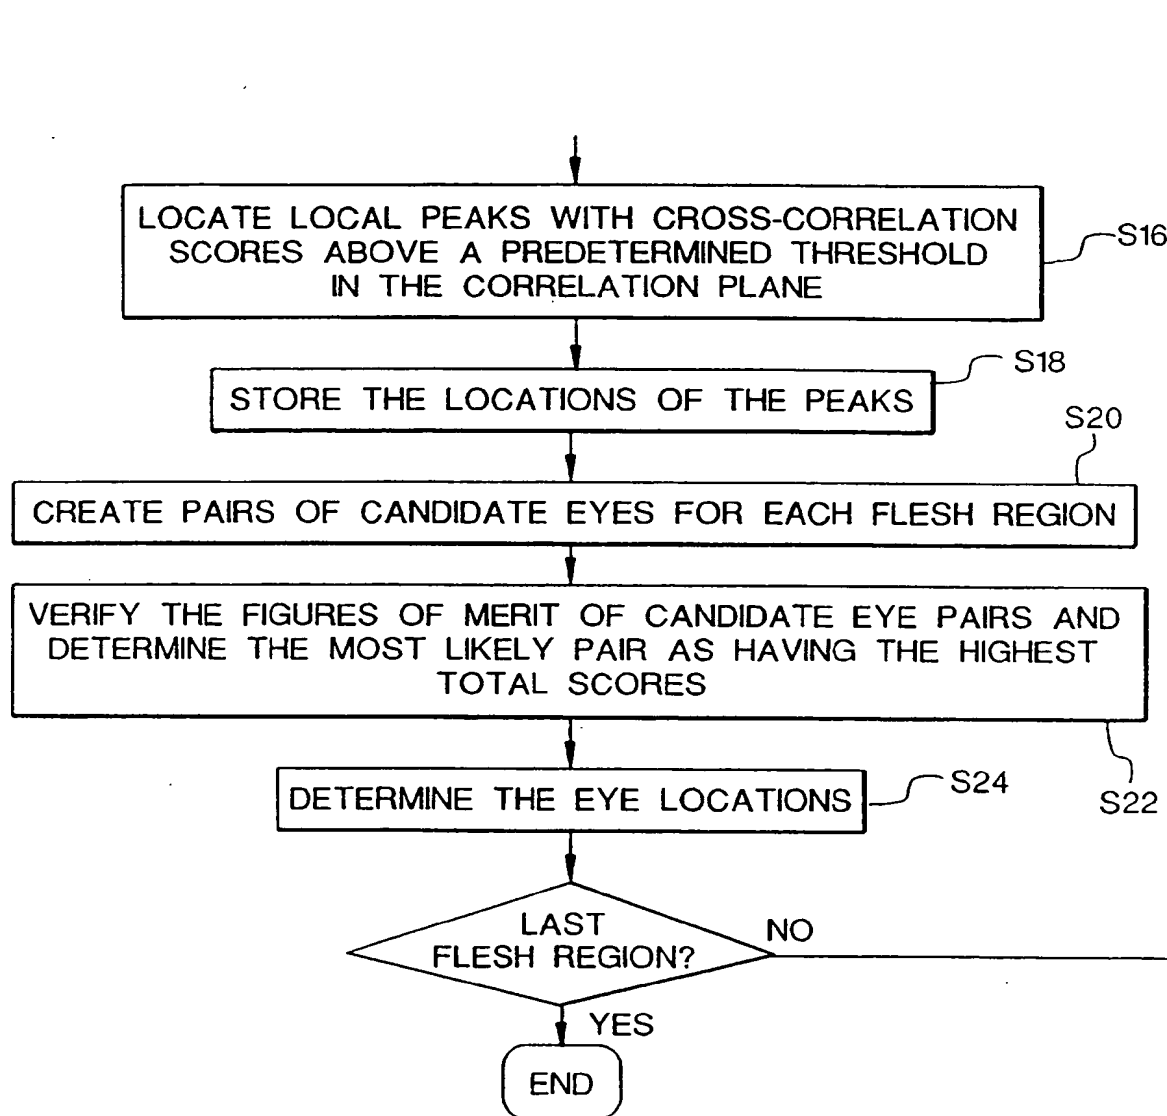 LOCATE LOCAL PEAKS WITH CROSS-CORRELATION
SCORES ABOVE A PREDETERMINED THRESHOLD
IN THE CORRELATION PLANE
S16
STORE THE LOCATIONS OF THE PEAKS
S18
CREATE PAIRS OF CANDIDATE EYES FOR EACH FLESH REGION
S20
VERIFY THE FIGURES OF MERIT OF CANDIDATE EYE PAIRS AND
DETERMINE THE MOST LIKELY PAIR AS HAVING THE HIGHEST
TOTAL SCORES
S22
DETERMINE THE EYE LOCATIONS
S24
LAST
FLESH REGION?
NO
YES
END